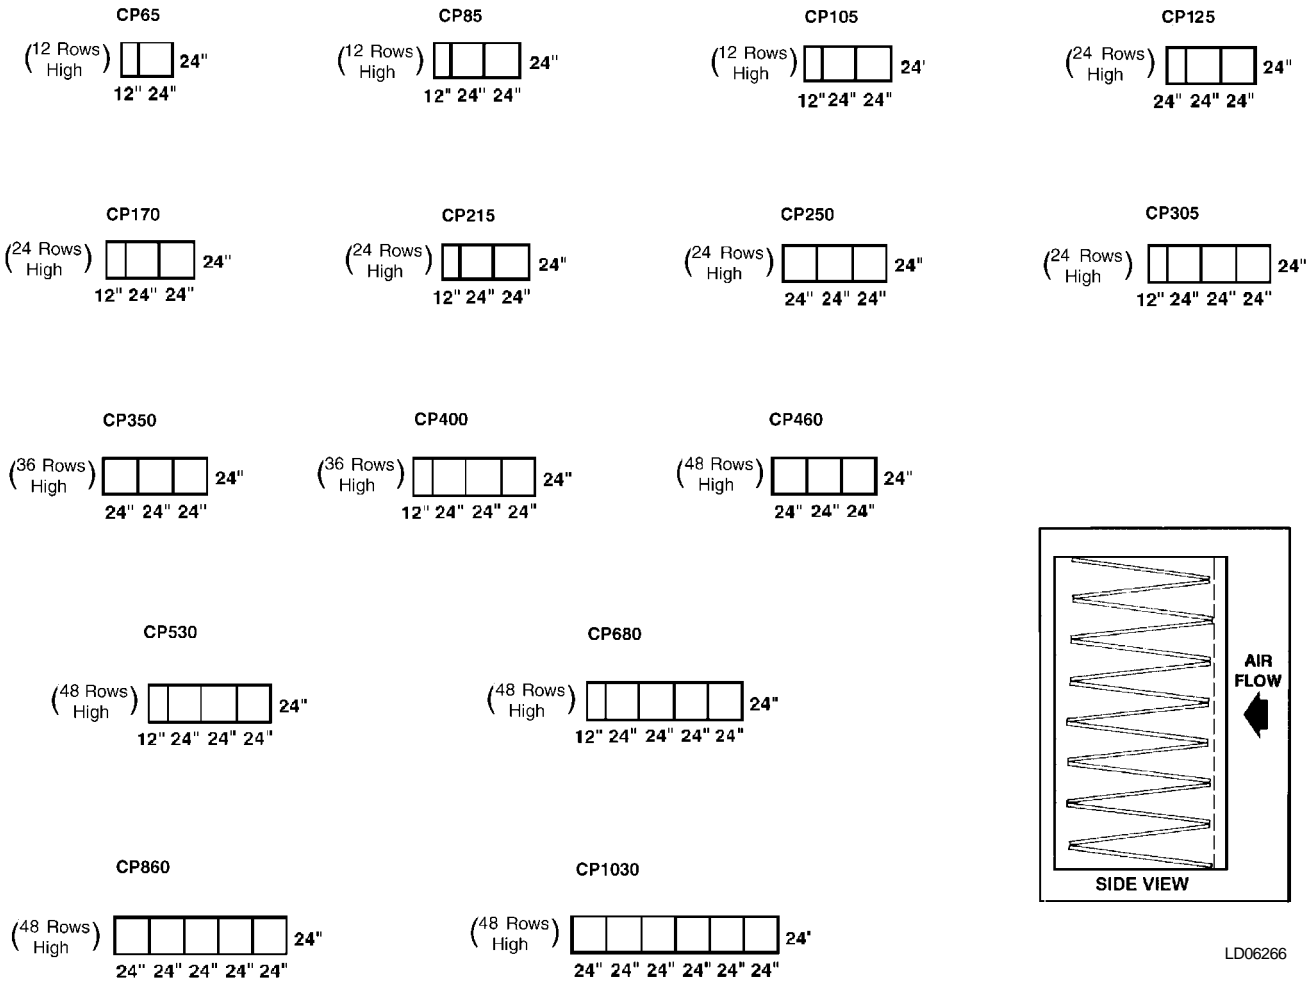 CP65
(12 Rows High) 24"
12" 24"
CP85
(12 Rows High) 24"
12" 24" 24"
CP105
(12 Rows High) 24'
12" 24" 24"
CP125
(24 Rows High) 24"
24" 24" 24"
CP170
(24 Rows High) 24"
12" 24" 24"
CP215
(24 Rows High) 24"
12" 24" 24"
CP250
(24 Rows High) 24"
24" 24" 24"
CP305
(24 Rows High) 24"
12" 24" 24" 24"
CP350
(36 Rows High) 24"
24" 24" 24"
CP400
(36 Rows High) 24"
12" 24" 24" 24"
CP460
(48 Rows High) 24"
24" 24" 24"
CP530
(48 Rows High) 24"
12" 24" 24" 24"
CP680
(48 Rows High) 24"
12" 24" 24" 24" 24"
AIR
FLOW
SIDE VIEW
CP860
(48 Rows High) 24"
24" 24" 24" 24" 24"
CP1030
(48 Rows High) 24'
24" 24" 24" 24" 24" 24"
LD06266